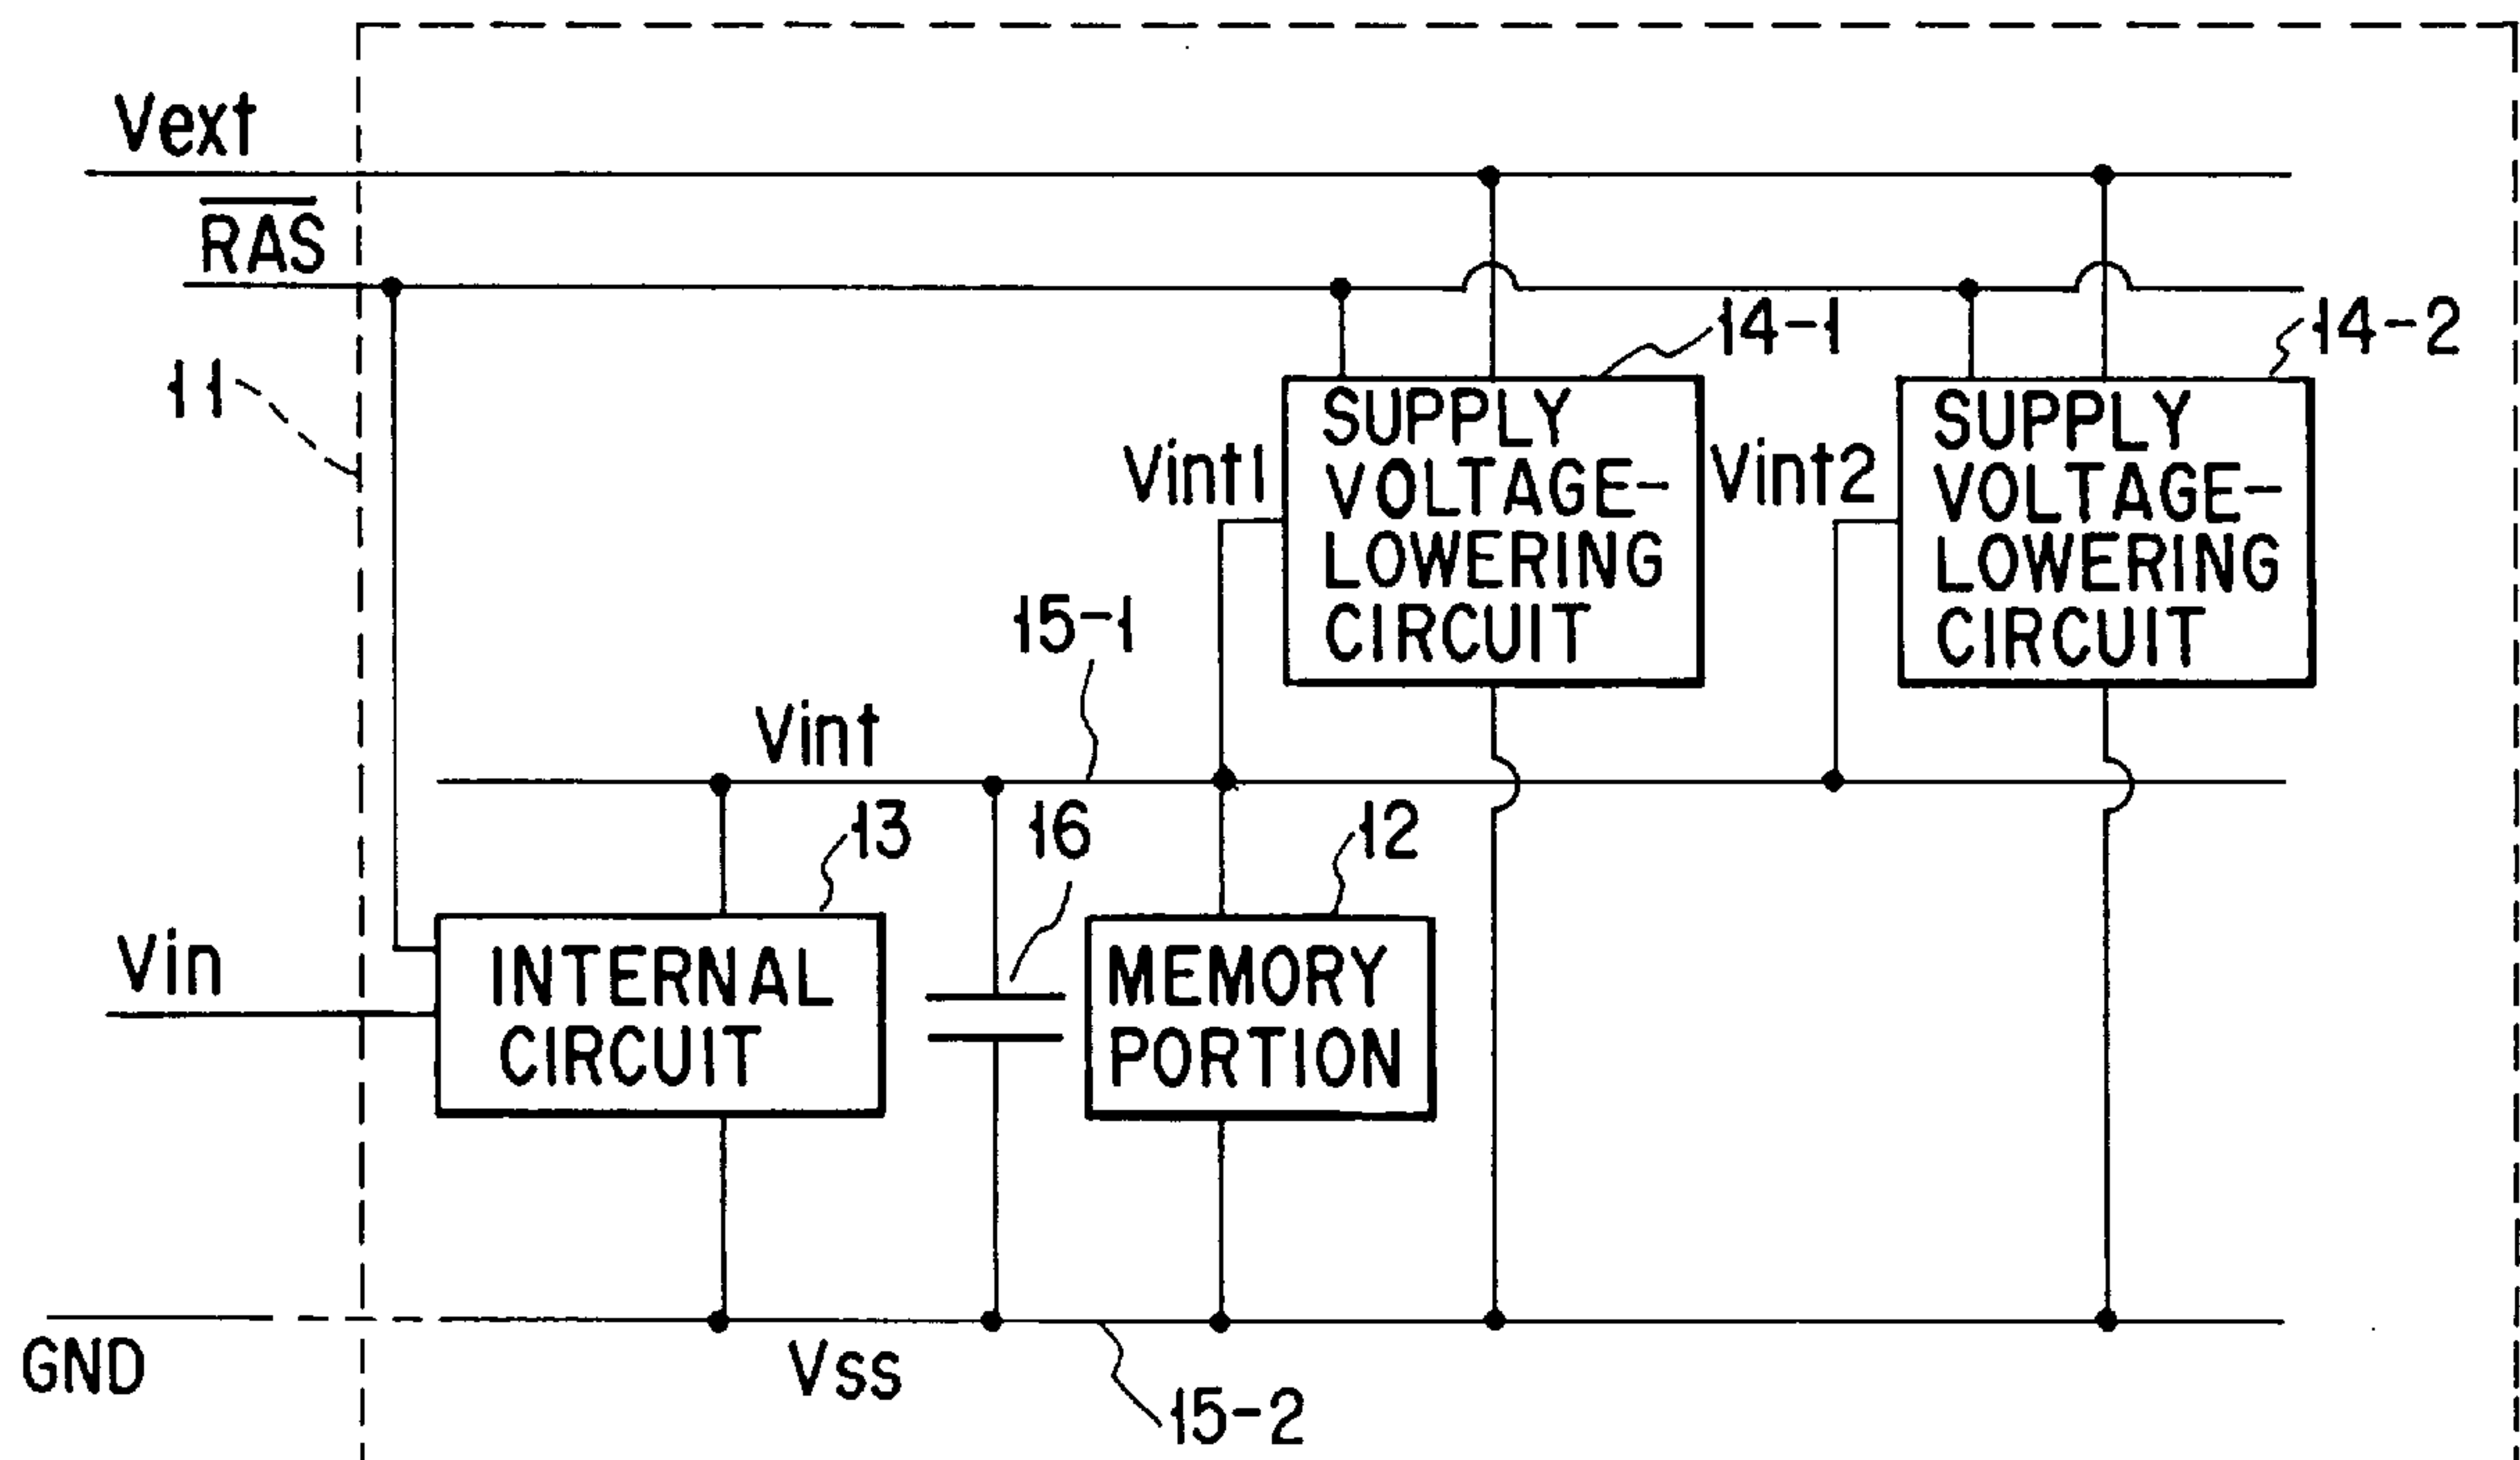 Vext
RAS
14-1
14-2
11
SUPPLY
VOLTAGE-
LOWERING
CIRCUIT
SUPPLY
VOLTAGE-
LOWERING
CIRCUIT
Vint1
Vint2
15-1
Vint
13
16
12
Vin
INTERNAL
CIRCUIT
MEMORY
PORTION
GND
Vss
15-2